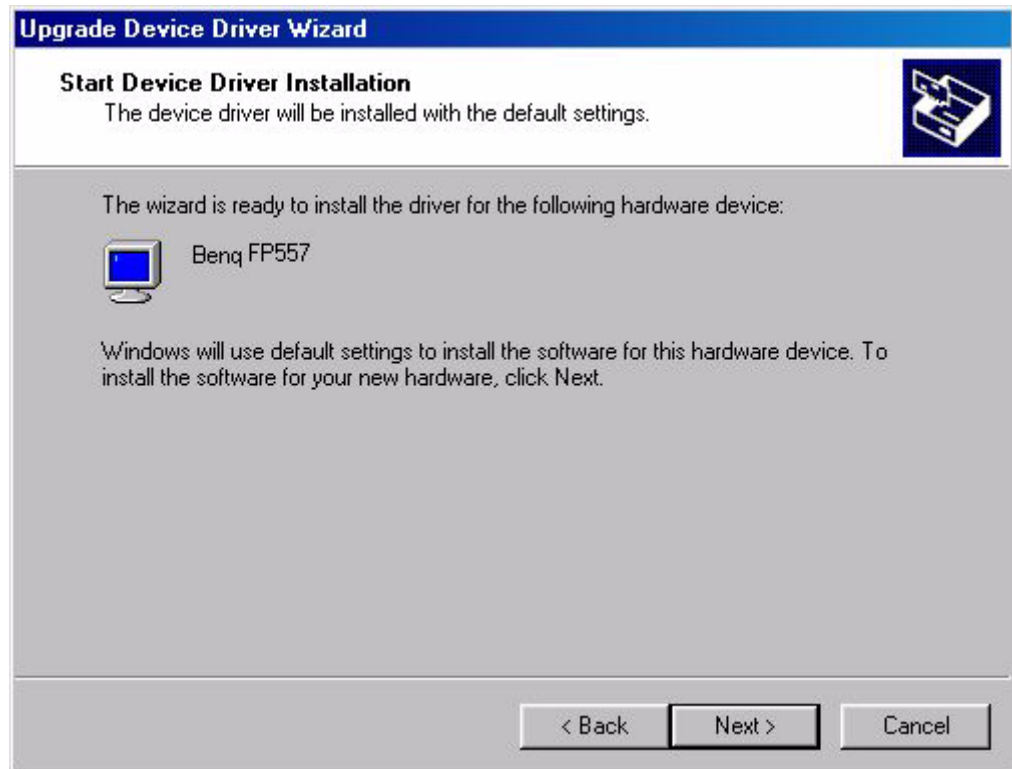 Upgrade Device Driver Wizard
Start Device Driver Installation
The device driver will be installed with the default settings.
The wizard is ready to install the driver for the following hardware device:
Benq FP557
Windows will use default settings to install the software for this hardware device. To
install the software for your new hardware, click Next.
< Back Next > Cancel